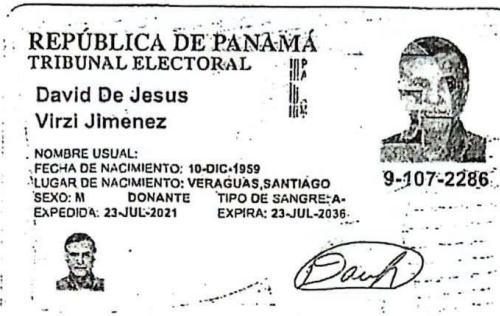 REPÚBLICA DE PANAMÁ
TRIBUNAL ELECTORAL
David De Jesus
Virzi Jimenez
NOMBRE USUAL:
FECHA DE NACIMIENTO: 10-DIC-1959
LUGAR DE NACIMIENTO: VERAGUAS,SANTIAGO
SEXO: M DONANTE TIPO DE SANGRE:A-
EXPEDIDA: 23-JUL-2021 EXPIRA: 23-JUL-2036
9-107-2286